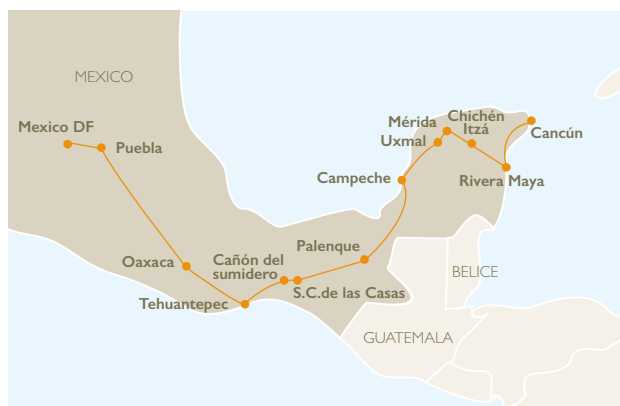 MEXICO
Mexico DF
Puebla
Oaxaca
Tehuantepec
Cañón del
sumidero
S.C.de las Casas
Palenque
Campeche
Uxmal
Mérida
Chichén
Itzá
Rivera Maya
Cancún
BELICE
GUATEMALA